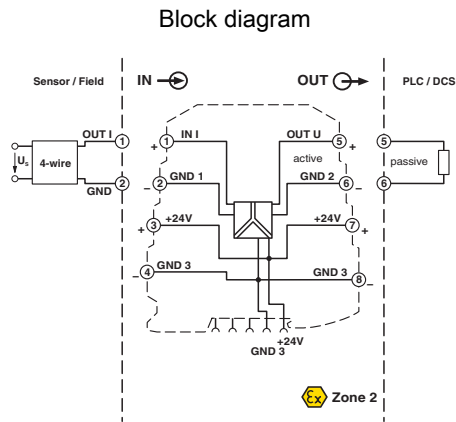 Block diagram
Sensor / Field
IN
OUT
PLC / DCS
OUT I
1
+
1
IN I
OUT U
5
+
5
Us
4-wire
active
passive
GND
2
–
2
GND 1
GND 2
6
–
6
+
3
+24V
+24V
7
+
–
4
GND 3
GND 3
8
–
+24V
GND 3
Ex
Zone 2